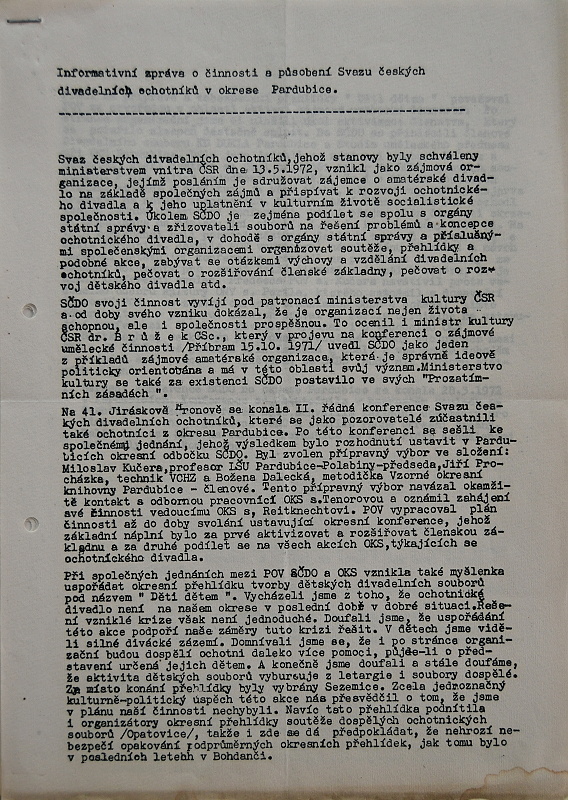 Informativní zpráva o činnosti a působení Svazu českých
divadelních ochotníků v okrese Pardubice.
Svaz českých divadelních ochotníků,jehož stanovy byly schváleny
ministerstvem vnitra ČSR dne 13.5.1972, vznikl jako zájmová or-
ganizace, jejímž posláním je sdružovat zájemce o amatérské divad-
lo na základě společných zájmů a přispívat k rozvoji ochotnické-
ho divadla a k jeho uplatnění v kulturním životě socialistické
společnosti. Úkolem SČDO je zejména podílet se spolu s orgány
státní správy a zřizovateli souborů na řešení problémů a koncepce
ochotnického divadla, v dohodě s orgány státní správy a příslušný-
mi společenskými organizacemi organizovat soutěže, přehlídky a
podobné akce, zabývat se otázkami výchovy a vzdělání divadelních
ochotníků, pečovat o rozšiřování členské základny, pečovat o roz-
voj dětského divadla atd.
SČDO svoji činnost vyvíjí pod patronací ministerstva kultury ČSR
a od doby svého vzniku dokázal, že je organizací nejen života
schopnou, ale i společnosti prospěšnou. To ocenil i ministr kultury
ČSR dr. B r ů ž e k CSc., který v projevu na konferenci o zájmové
umělecké činnosti /Příbram 15.10. 1971/ uvedl SČDO jako jeden
z příkladů zájmové amatérské organizace, která je správně ideově
politicky orientována a má v této oblasti svůj význam.Ministerstvo
kultury se také za existenci SČDO postavilo ve svých "Prozatím-
ních zásadách ".
Na 41. Jiráskově Hronově se konala II. řádná konference Svazu čes-
kých divadelních ochotníků, které se jako pozorovatelé zúčastnili
také ochotníci z okresu Pardubice. Po této konferenci se sešli ke
společnému jednání, jehož výsledkem bylo rozhodnutí ustavit v Pardu-
bicích okresní odbočku SČDO. Byl zvolen přípravný výbor ve složení:
Miloslav Kučera,profesor LŠU Pardubice-Polabiny-předseda,Jiří Pro-
cházka, technik VCHZ a Božena Dalecká, metodička Vzorné okresní
knihovny Pardubice - členové. Tento přípravný výbor navázal okamži-
tě kontakt s odbornou pracovnicí OKS s.Tenorovou a oznámil zahájení
své činnosti vedoucímu OKS s. Reitknechtovi. POV vypracoval plán
činnosti až do doby svolání ustavující okresní konference, jehož
základní náplní bylo za prvé aktivizovat a rozšiřovat členskou zá-
kladnu a za druhé podílet se na všech akcích OKS,týkajících se
ochotnického divadla.
Při společných jednáních mezi POV SČDO a OKS vznikla také myšlenka
uspořádat okresní přehlídku tvorby dětských divadelních souborů
pod názvem " Děti dětem ". Vycházeli jsme z toho, že ochotnické
divadlo není na našem okrese v poslední době v dobré situaci.Řeše-
ní vzniklé krize však není jednoduché. Doufali jsme, že uspořádání
této akce podpoří naše záměry tuto krizi řešit. V dětech jsme vidě-
li silné divácké zázemí. Domnívali jsme se, že i po stránce organi-
zační budou dospělí ochotni daleko více pomoci, půjde-li o před-
stavení určená jejich dětem. A konečně jsme doufali a stále doufáme,
že aktivita dětských souborů vyburcuje z letargie i soubory dospělé.
Za místo konání přehlídky byly vybrány Sezemice. Zcela jednoznačný
kulturně-politický úspěch této akce nás přesvědčil o tom, že jsme
v plánu naší činnosti nechybili. Navíc tato přehlídka podnítila
i organizátory okresní přehlídky soutěže dospělých ochotnických
souborů /Opatovice/, takže i zde se dá předpokládat, že nehrozí ne-
bezpečí opakování podprůměrných okresních přehlídek, jak tomu bylo
v posledních letech v Bohdanči.